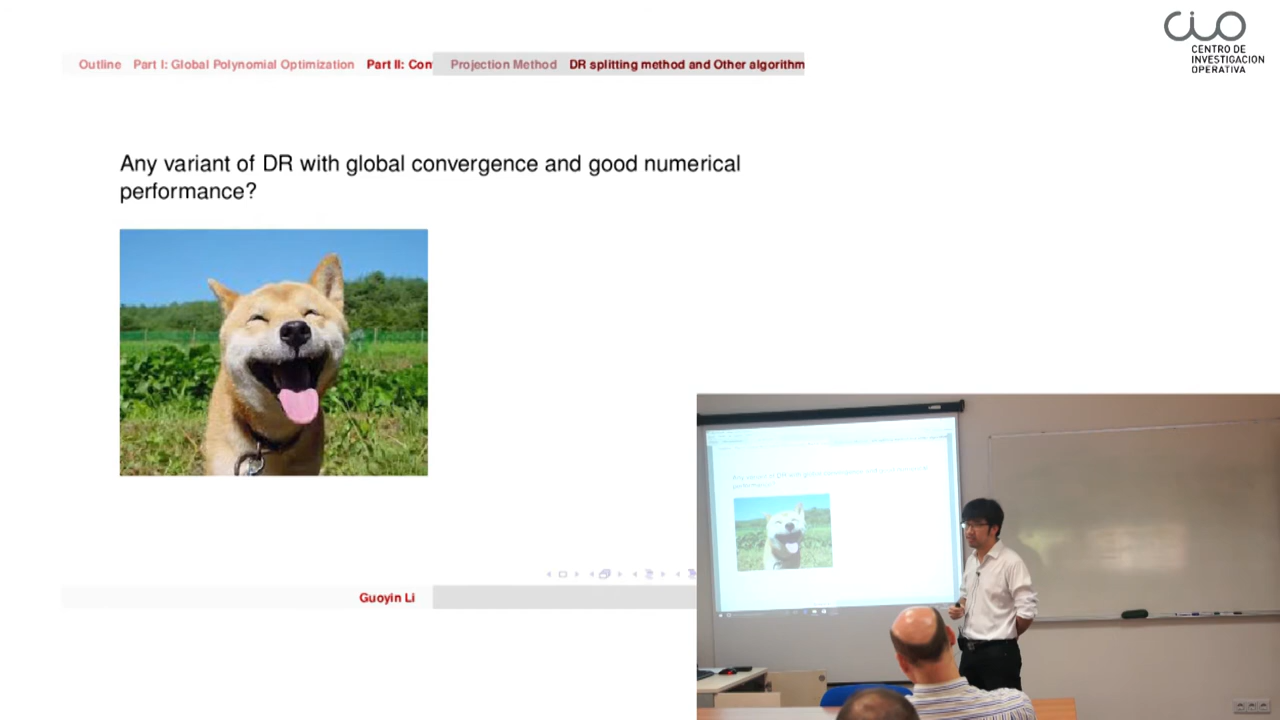 CIO
CENTRO DE
INVESTIGACION
OPERATIVA
Outline Part I: Global Polynomial Optimization Part II: Con Projection Method DR splitting method and Other algorithm
Any variant of DR with global convergence and good numerical
performance?
Guoyin Li